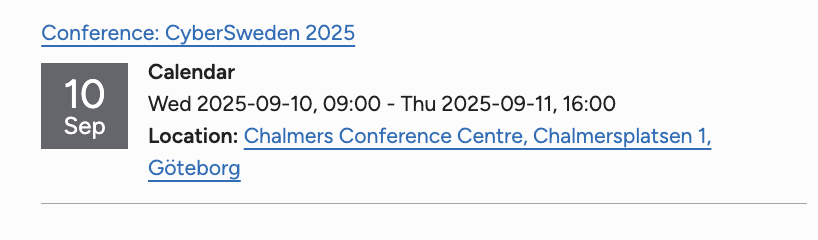 Conference: CyberSweden 2025
10
Sep
Calendar
Wed 2025-09-10, 09:00 - Thu 2025-09-11, 16:00
Location: Chalmers Conference Centre, Chalmersplatsen 1,
Göteborg